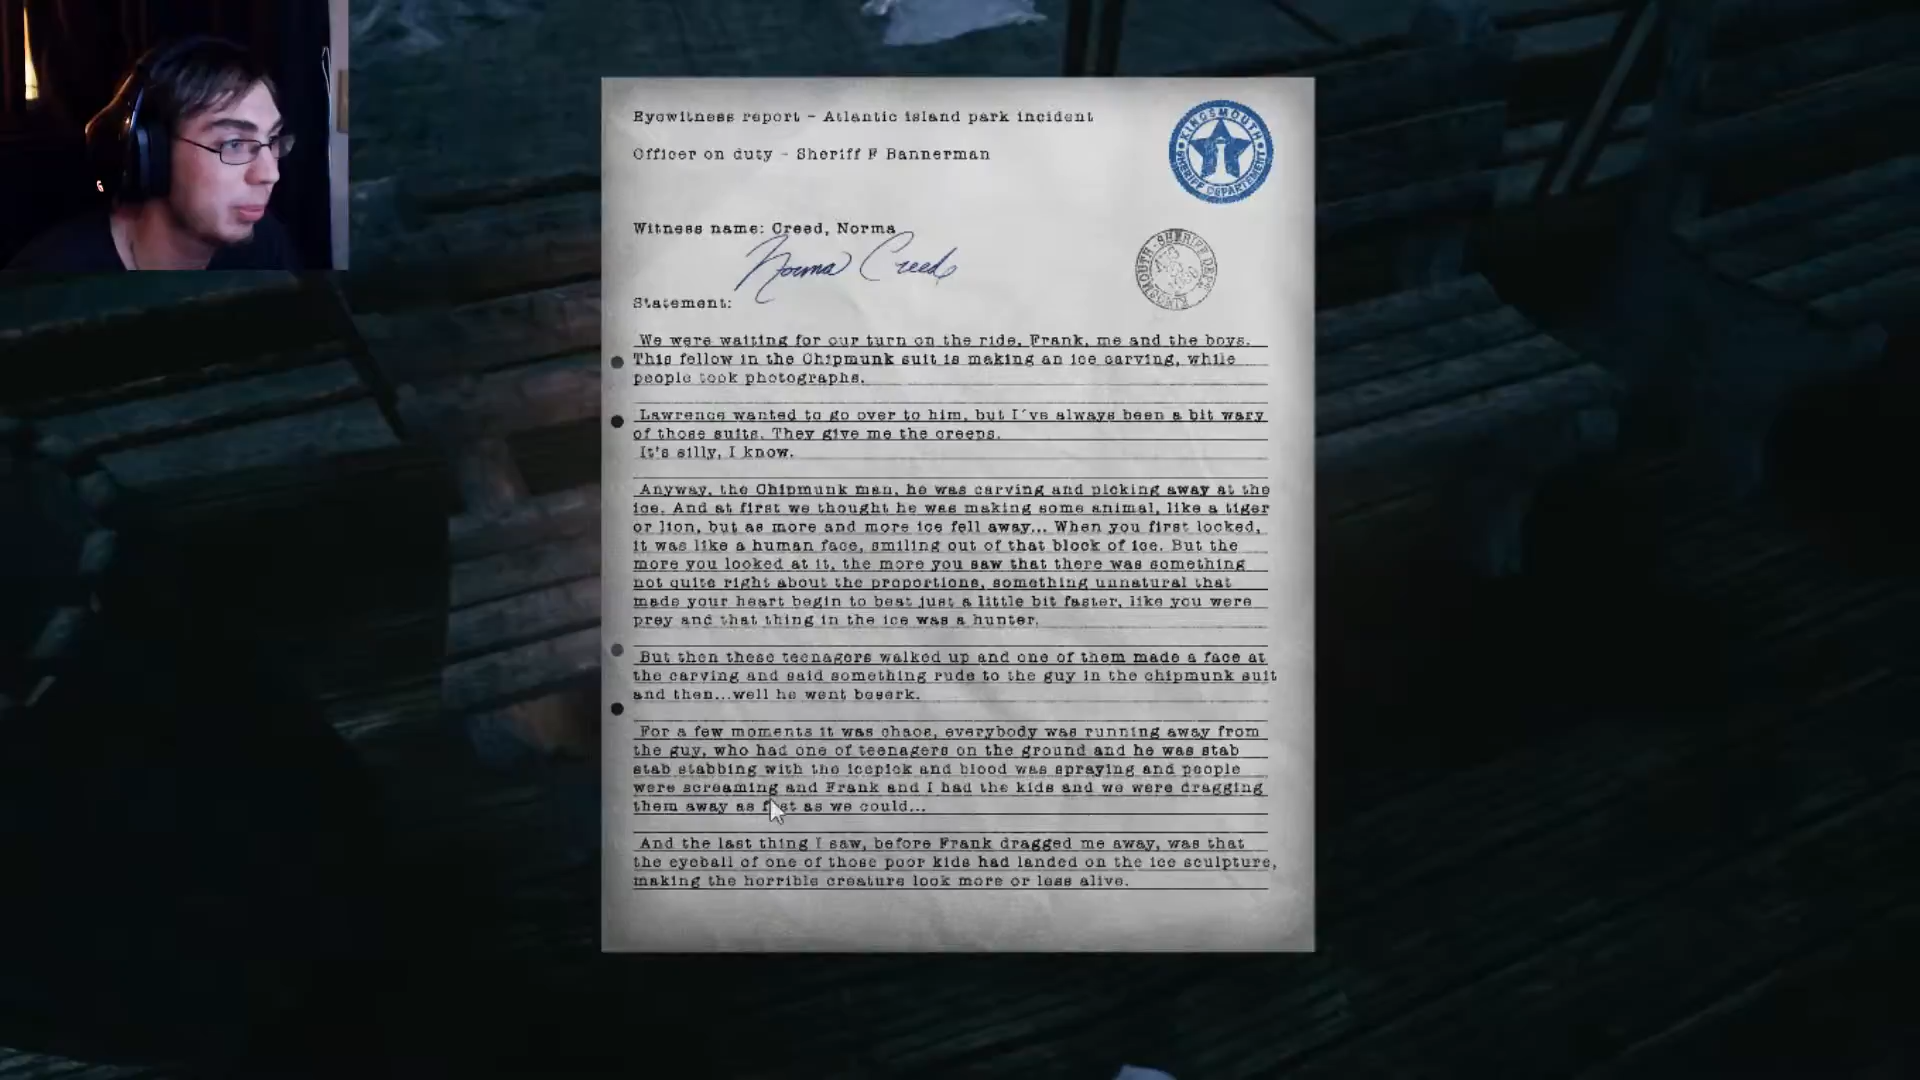 Eyewitness report - Atlantic island park incident
Officer on duty - Sheriff F Bannerman
KINGSMOUTH
SHERIFF DEPARTEMENT
Witness name: Creed, Norma
Norma Creed
KINGSMOUTH - SHERIFF DEPT.
Statement:
We were waiting for our turn on the ride, Frank, me and the boys.
This fellow in the Chipmunk suit is making an ice carving, while
people took photographs.
Lawrence wanted to go over to him, but I´ve always been a bit wary
of those suits. They give me the creeps.
It's silly, I know.
Anyway, the Chipmunk man, he was carving and picking away at the
ice. And at first we thought he was making some animal, like a tiger
or lion, but as more and more ice fell away... When you first looked,
it was like a human face, smiling out of that block of ice. But the
more you looked at it, the more you saw that there was something
not quite right about the proportions, something unnatural that
made your heart begin to beat just a little bit faster, like you were
prey and that thing in the ice was a hunter.
But then these teenagers walked up and one of them made a face at
the carving and said something rude to the guy in the chipmunk suit
and then...well he went beserk.
For a few moments it was chaos, everybody was running away from
the guy, who had one of teenagers on the ground and he was stab
stab stabbing with the icepick and blood was spraying and people
were screaming and Frank and I had the kids and we were dragging
them away as fast as we could...
And the last thing I saw, before Frank dragged me away, was that
the eyeball of one of those poor kids had landed on the ice sculpture,
making the horrible creature look more or less alive.